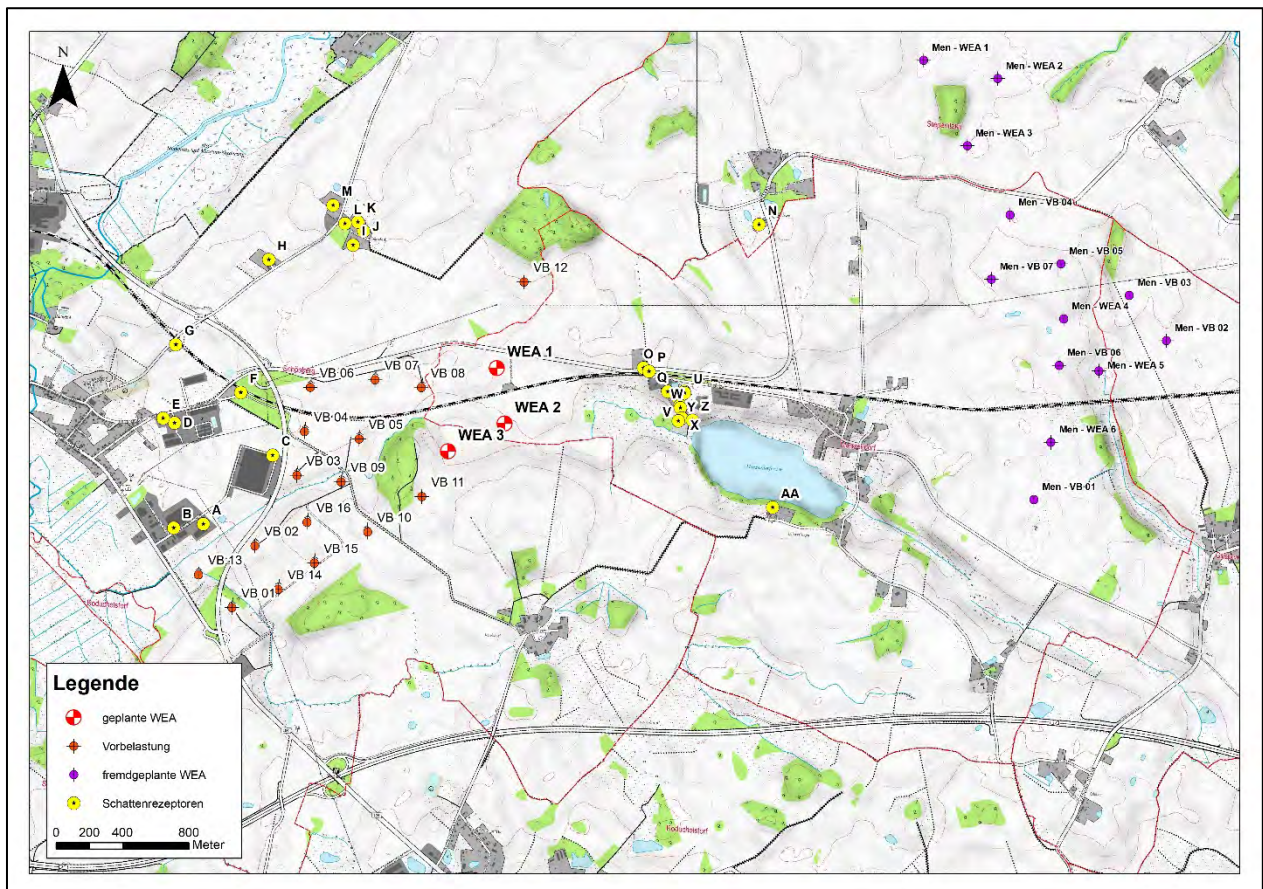 Men - WEA 1
N
Men - WEA 2
Men - WEA 3
M
L
K
J
I
N
H
Men - VB 04
Men - VB 05
Men - VB 07
VB 12
Men - VB 03
Men - WEA 4
Men - VB 02
G
O
P
WEA 1
Men - VB 06
Men - WEA 5
F
VB 06
VB 07
VB 08
Q
U
W
E
D
VB 04
WEA 2
V
Y
Z
X
VB 05
C
WEA 3
Men - WEA 6
VB 03
VB 09
VB 11
Men - VB 01
AA
B
A
VB 16
VB 10
VB 02
VB 15
VB 13
VB 14
VB 01
Legende
geplante WEA
Vorbelastung
fremdgeplante WEA
Schattenrezeptoren
0 200 400 800
Meter